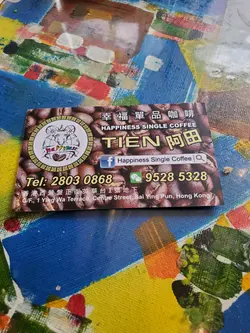 幸福單品咖啡
HAPPINESS SINGLE COFFEE
TIEN 阿田
Happiness Single Coffee
Tel: 2803 0868
9528 5328
G/F, 1 Ying Wa Terrace, Centre Street, Sai Ying Pun, Hong Kong